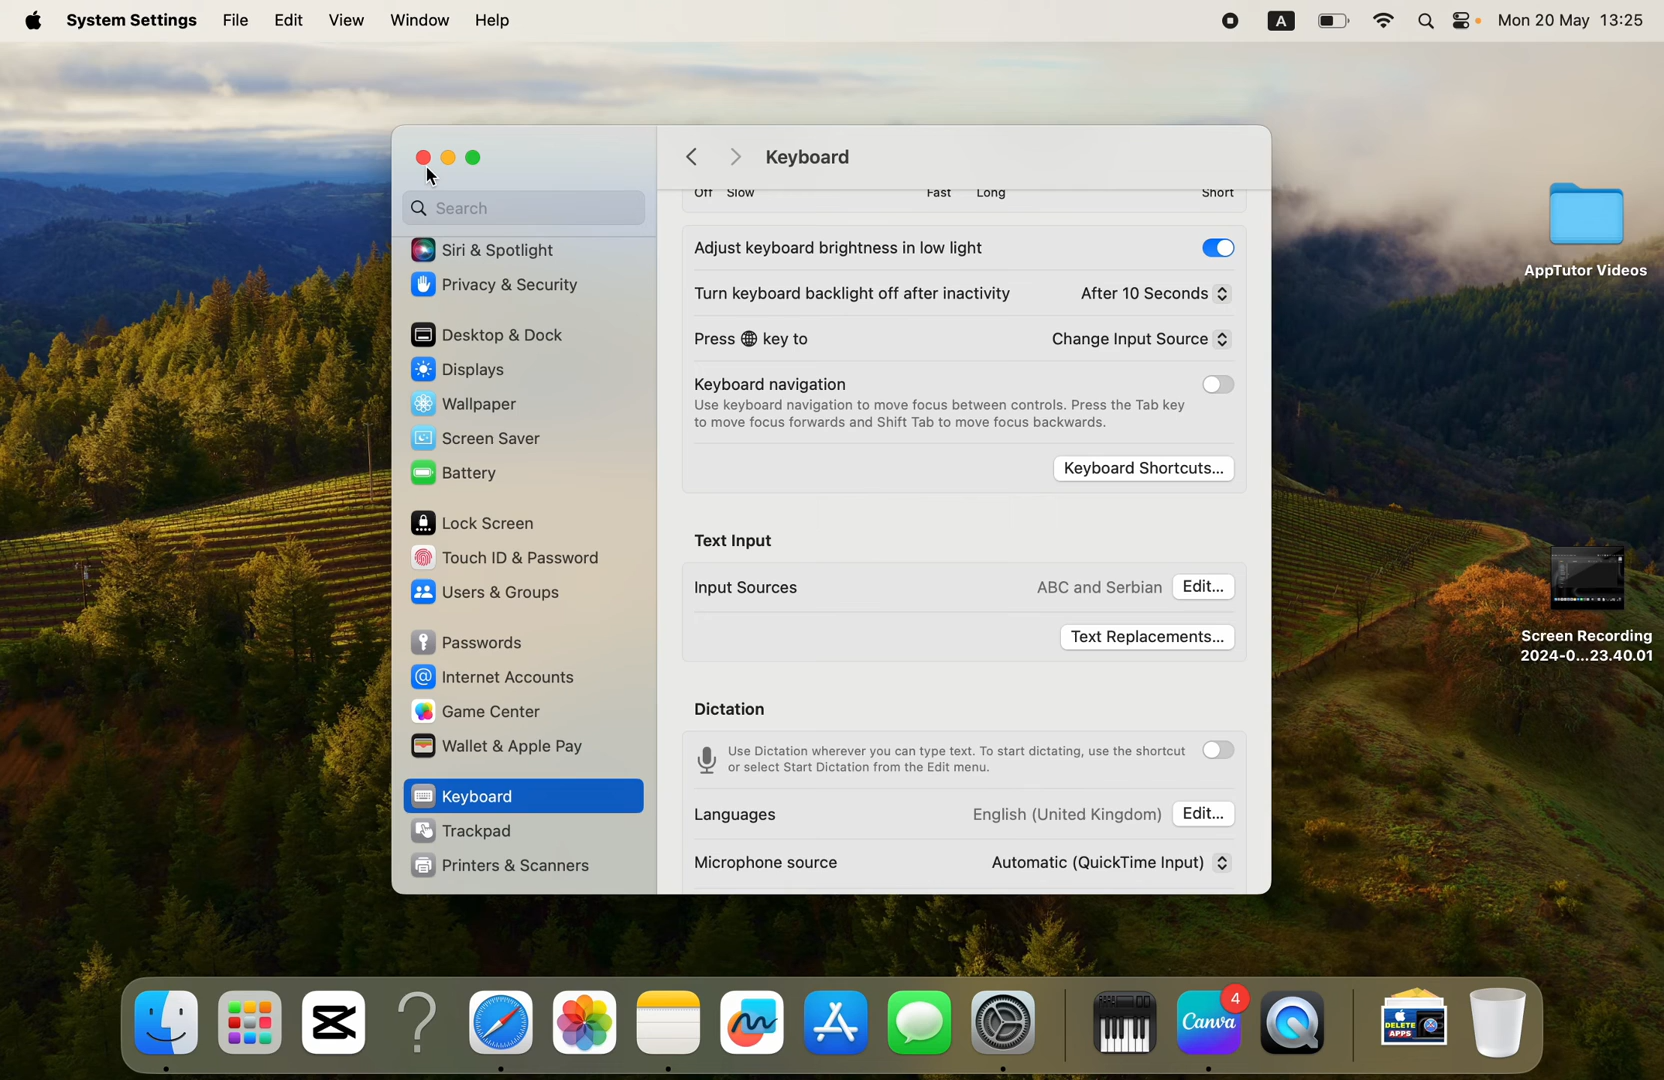 System Settings File Edit View Window Help
A Mon 20 May 13:25
Keyboard
Search
Siri & Spotlight
Privacy & Security
Desktop & Dock
Displays
Wallpaper
Screen Saver
Battery
Lock Screen
Touch ID & Password
Users & Groups
Passwords
Internet Accounts
Game Center
Wallet & Apple Pay
Keyboard
Trackpad
Printers & Scanners
Off Slow Fast Long Short
Adjust keyboard brightness in low light
Turn keyboard backlight off after inactivity After 10 Seconds
Press key to Change Input Source
Keyboard navigation
Use keyboard navigation to move focus between controls. Press the Tab key
to move focus forwards and Shift Tab to move focus backwards.
Keyboard Shortcuts...
Text Input
Input Sources ABC and Serbian Edit...
Text Replacements...
Dictation
Use Dictation wherever you can type text. To start dictating, use the shortcut
or select Start Dictation from the Edit menu.
Languages English (United Kingdom) Edit...
Microphone source Automatic (QuickTime Input)
AppTutor Videos
Screen Recording
2024-0...23.40.01
Canva
4
DELETE
APPS